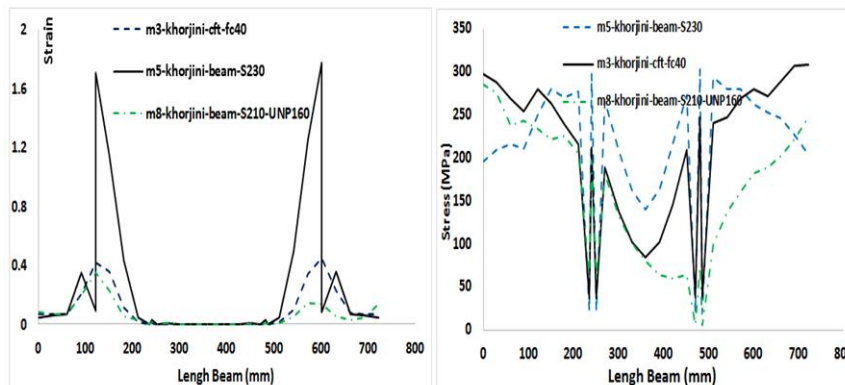 2
Strain
1.6
1.2
0.8
0.4
0
0 100 200 300 400 500 600 700 800
Lengh Beam (mm)
m3-khorjini-cft-fc40
m5-khorjini-beam-S230
m8-khorjini-beam-S210-UNP160
350
300
250
200
150
100
50
0
Stress (MPa)
0 100 200 300 400 500 600 700 800
Lengh Beam (mm)
m5-khorjini-beam-S230
m3-khorjini-cft-fc40
m8-khorjini-beam-S210-UNP160